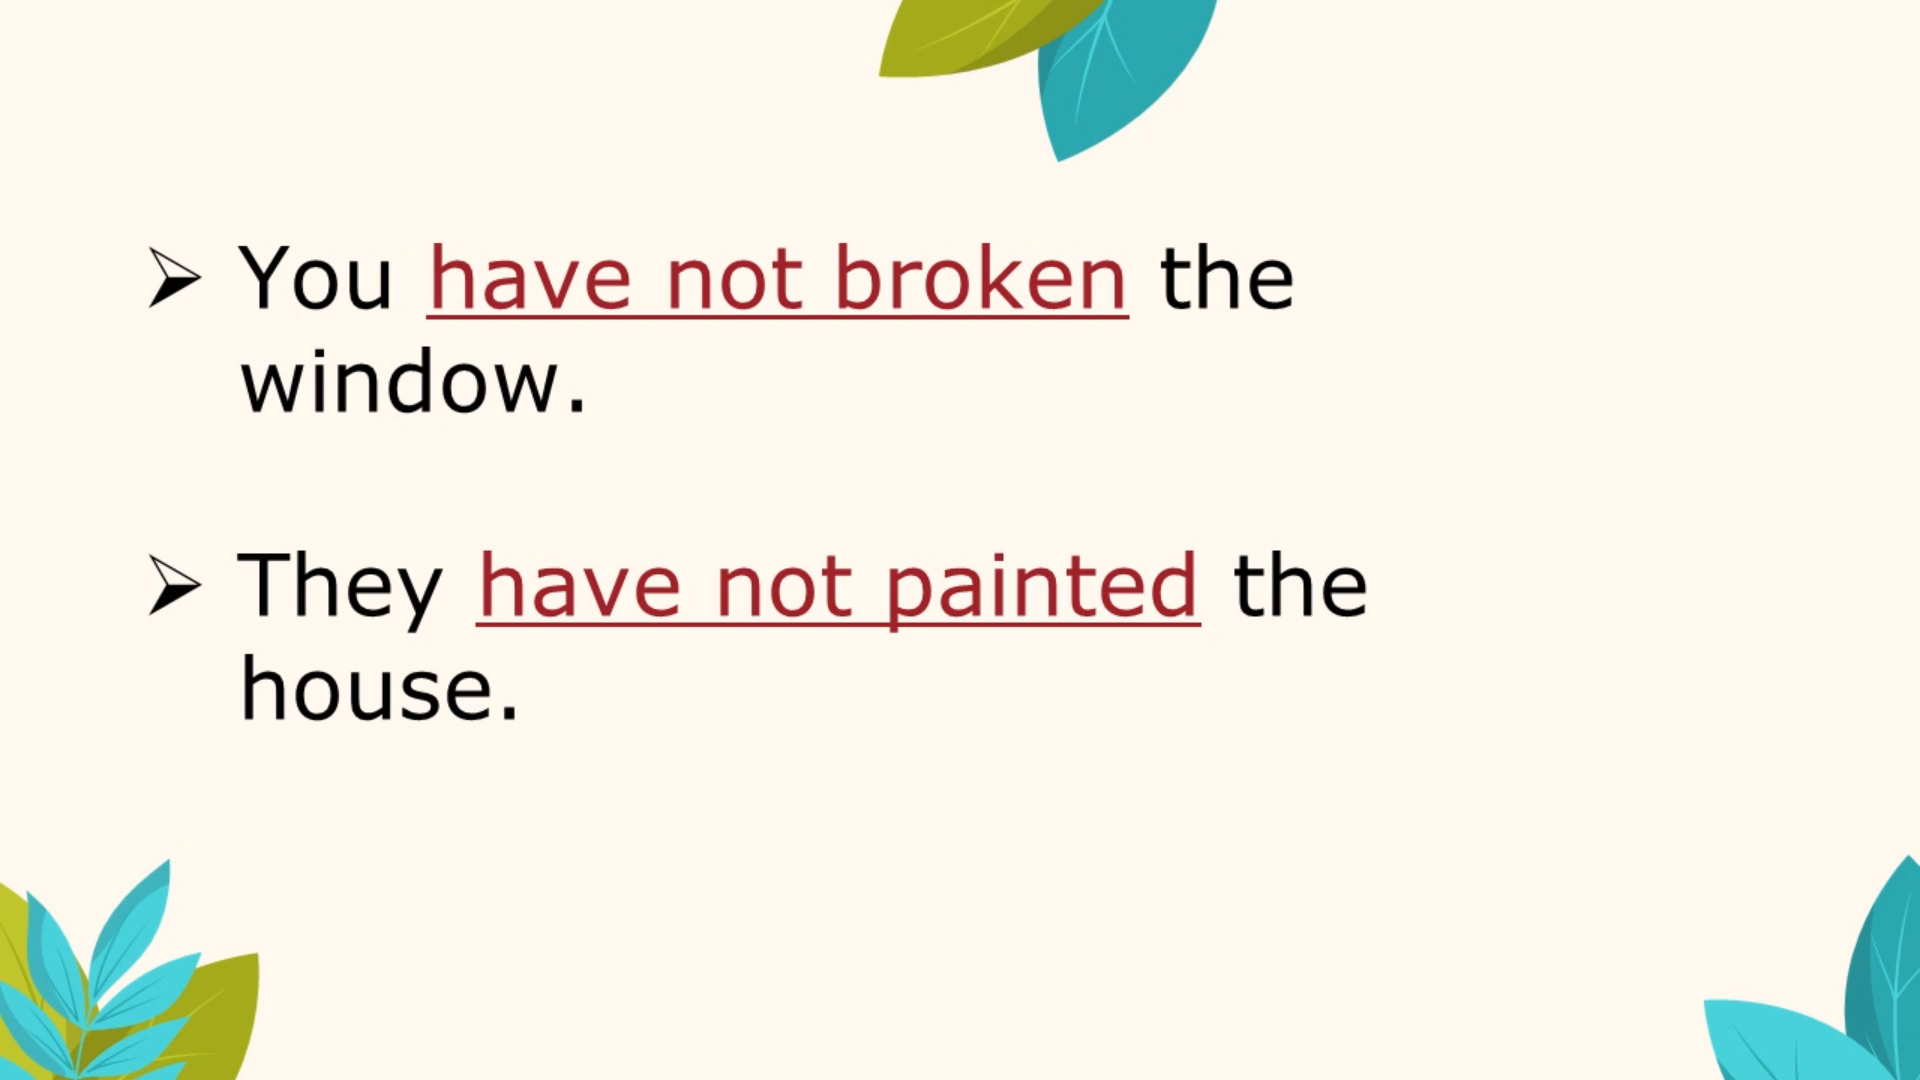 ➢ You have not broken the
window.
➢ They have not painted the
house.